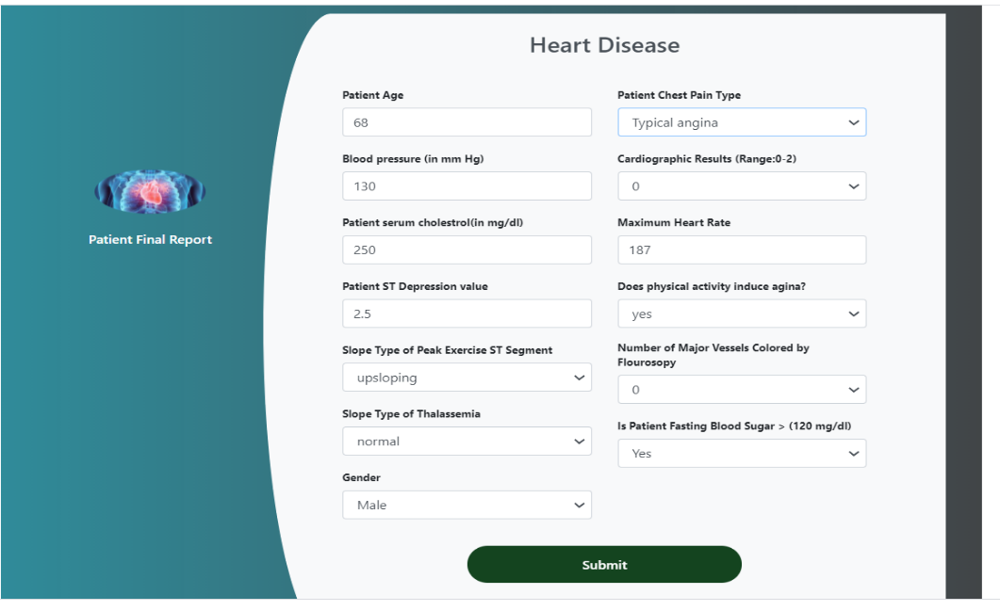 Heart Disease
Patient Final Report
Patient Age
68
Blood pressure (in mm Hg)
130
Patient serum cholestrol(in mg/dl)
250
Patient ST Depression value
2.5
Slope Type of Peak Exercise ST Segment
upsloping
Slope Type of Thalassemia
normal
Gender
Male
Patient Chest Pain Type
Typical angina
Cardiographic Results (Range:0-2)
0
Maximum Heart Rate
187
Does physical activity induce agina?
yes
Number of Major Vessels Colored by
Flourosopy
0
Is Patient Fasting Blood Sugar > (120 mg/dl)
Yes
Submit